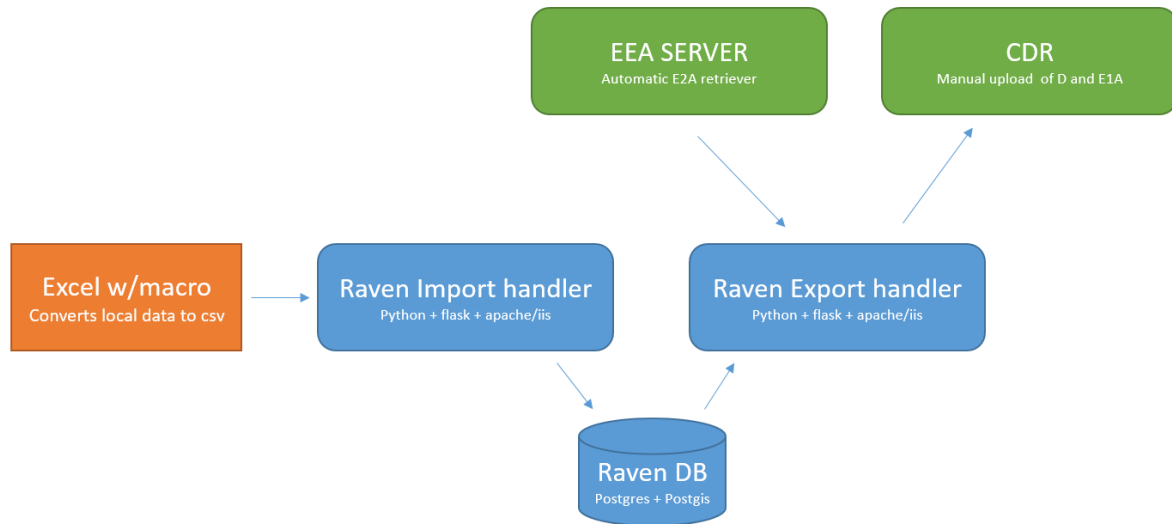 EEA SERVER
Automatic E2A retriever
CDR
Manual upload of D and E1A
Excel w/macro
Converts local data to csv
Raven Import handler
Python + flask + apache/iis
Raven Export handler
Python + flask + apache/iis
Raven DB
Postgres + Postgis